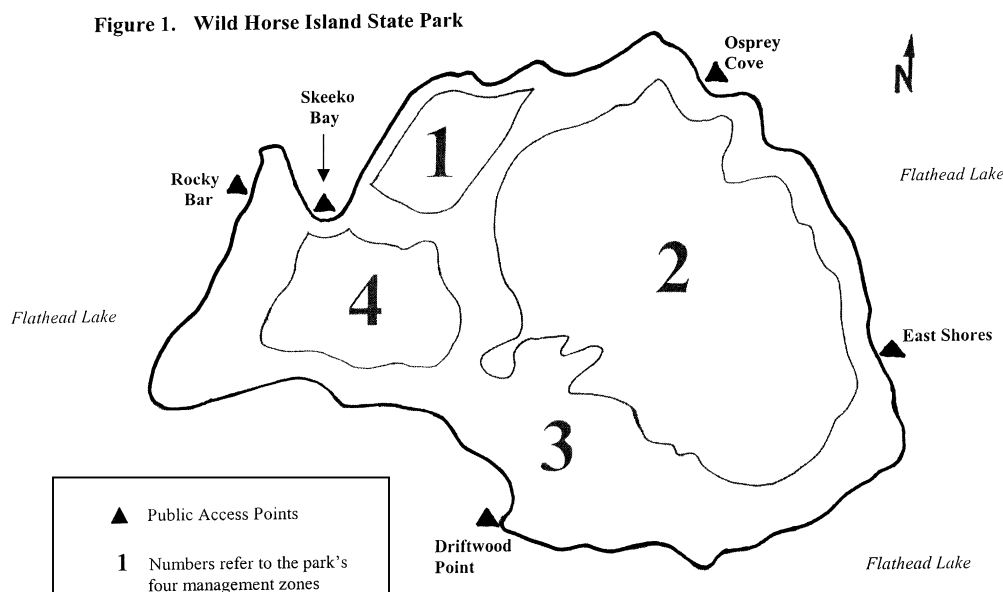 Figure 1. Wild Horse Island State Park
Osprey
Cove
N
Skeeko
Bay
1
Rocky
Bar
Flathead Lake
2
4
Flathead Lake
East Shores
3
Public Access Points
Driftwood
Point
1 Numbers refer to the park's
four management zones
Flathead Lake